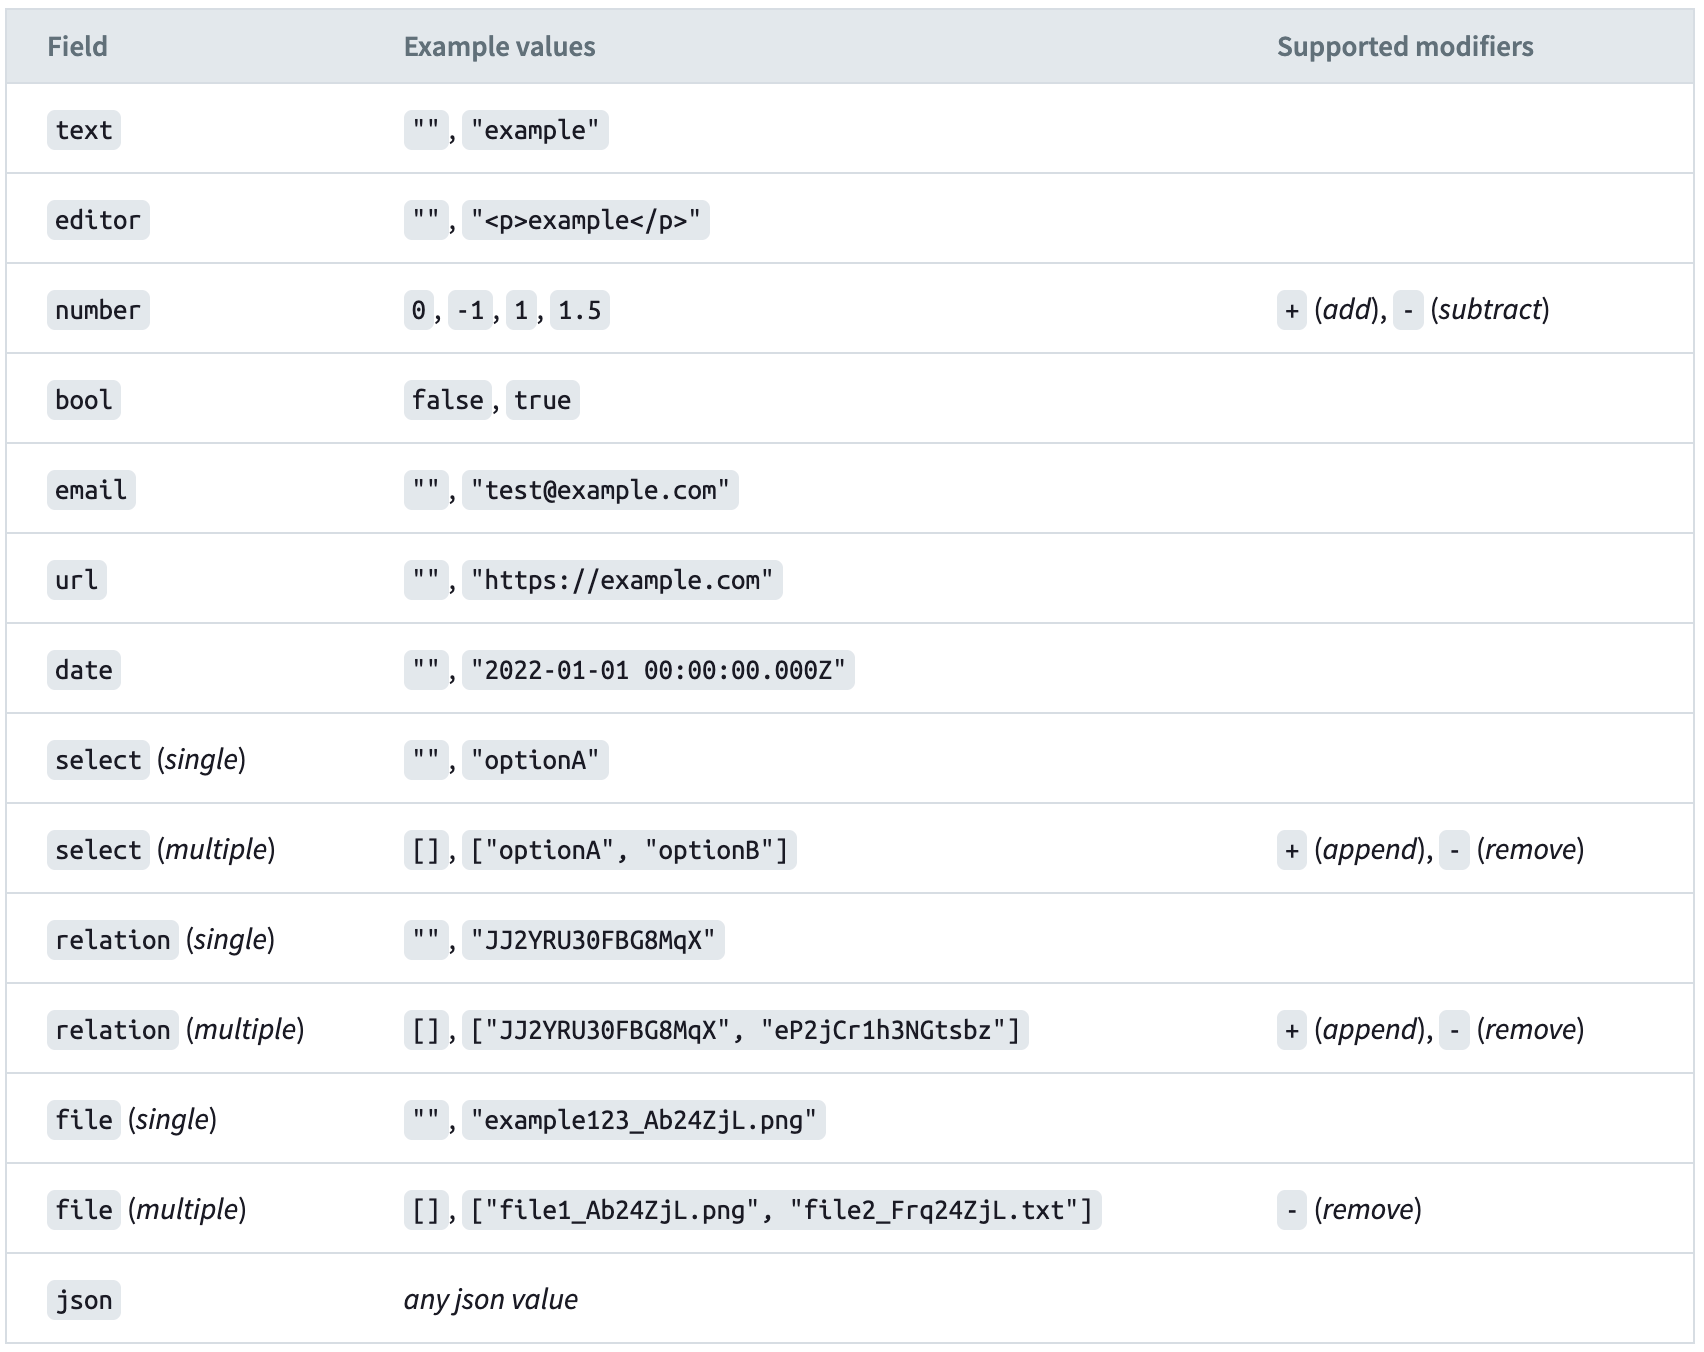 Field Example values Supported modifiers
text "", "example"
editor "", "<p>example</p>"
number 0, -1, 1, 1.5 + (add), - (subtract)
bool false, true
email "", "test@example.com"
url "", "https://example.com"
date "", "2022-01-01 00:00:00.000Z"
select (single) "", "optionA"
select (multiple) [], ["optionA", "optionB"] + (append), - (remove)
relation (single) "", "JJ2YRU30FBG8MqX"
relation (multiple) [], ["JJ2YRU30FBG8MqX", "eP2jCr1h3NGtsbz"] + (append), - (remove)
file (single) "", "example123_Ab24ZjL.png"
file (multiple) [], ["file1_Ab24ZjL.png", "file2_Frq24ZjL.txt"] - (remove)
json any json value